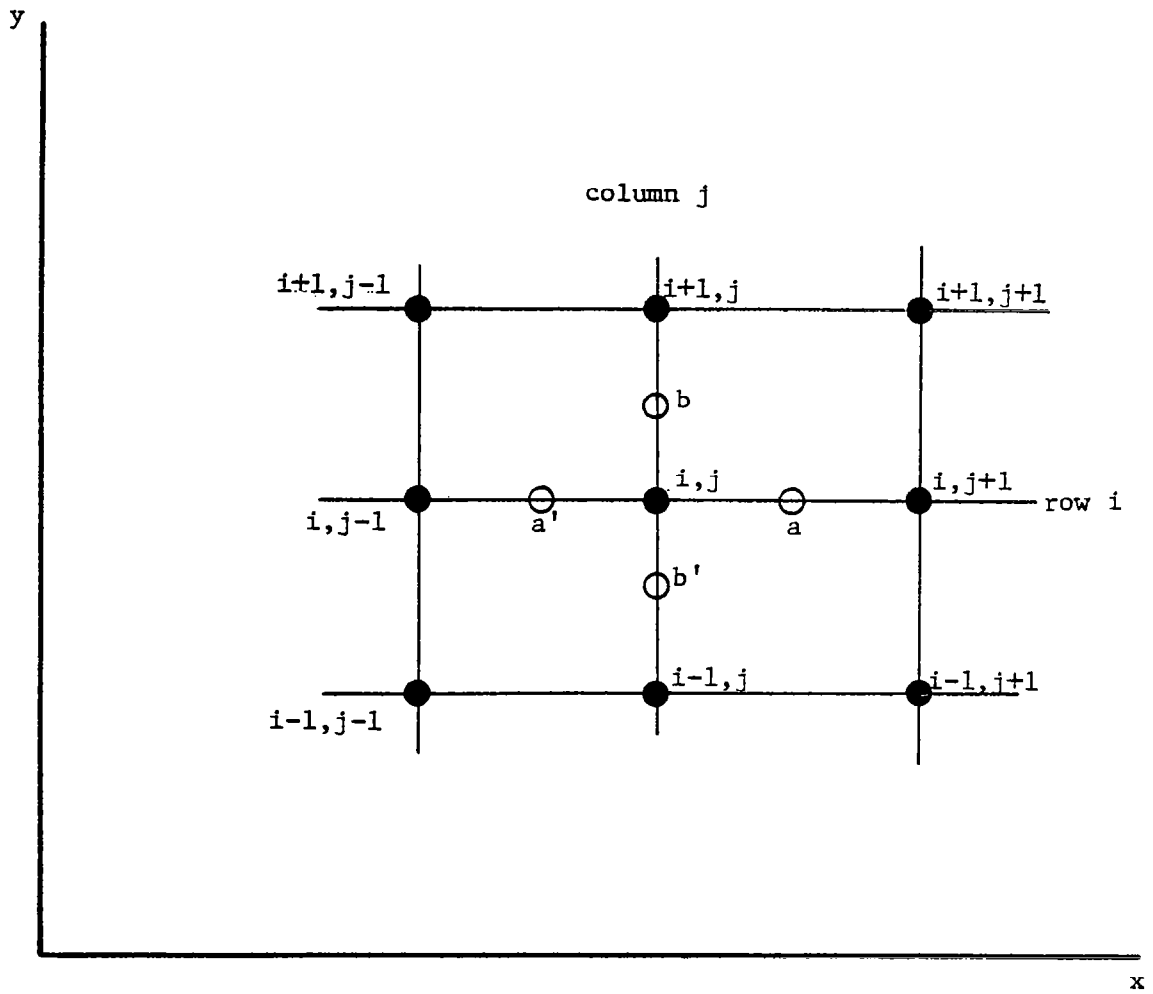 y
column j
i+1,j-1 i+1,j i+1,j+1
b
i,j i,j+1
i,j-1 a' a row i
b'
i-1,j i-1,j+1
i-1,j-1
x